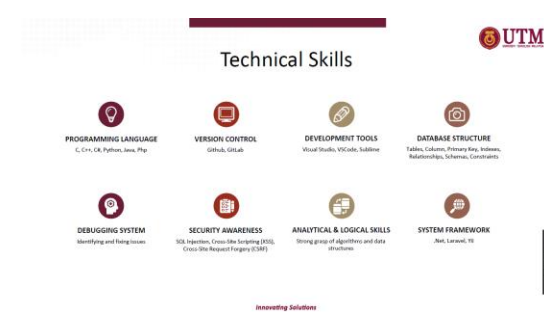 UTM
Technical Skills
PROGRAMMING LANGUAGE
C, C++, C#, Python, Java, Php
VERSION CONTROL
Github, GitLab
DEVELOPMENT TOOLS
Visual Studio, VSCode, Sublime
DATABASE STRUCTURE
Tables, Column, Primary Key, Indexes,
Relationships, Schemas, Constraints
DEBUGGING SYSTEM
Identifying and fixing issues
SECURITY AWARENESS
SQL Injection, Cross-Site Scripting (XSS),
Cross-Site Request Forgery (CSRF)
ANALYTICAL & LOGICAL SKILLS
Strong grasp of algorithms and data
structures
SYSTEM FRAMEWORK
.Net, Laravel, YII
Innovating Solutions